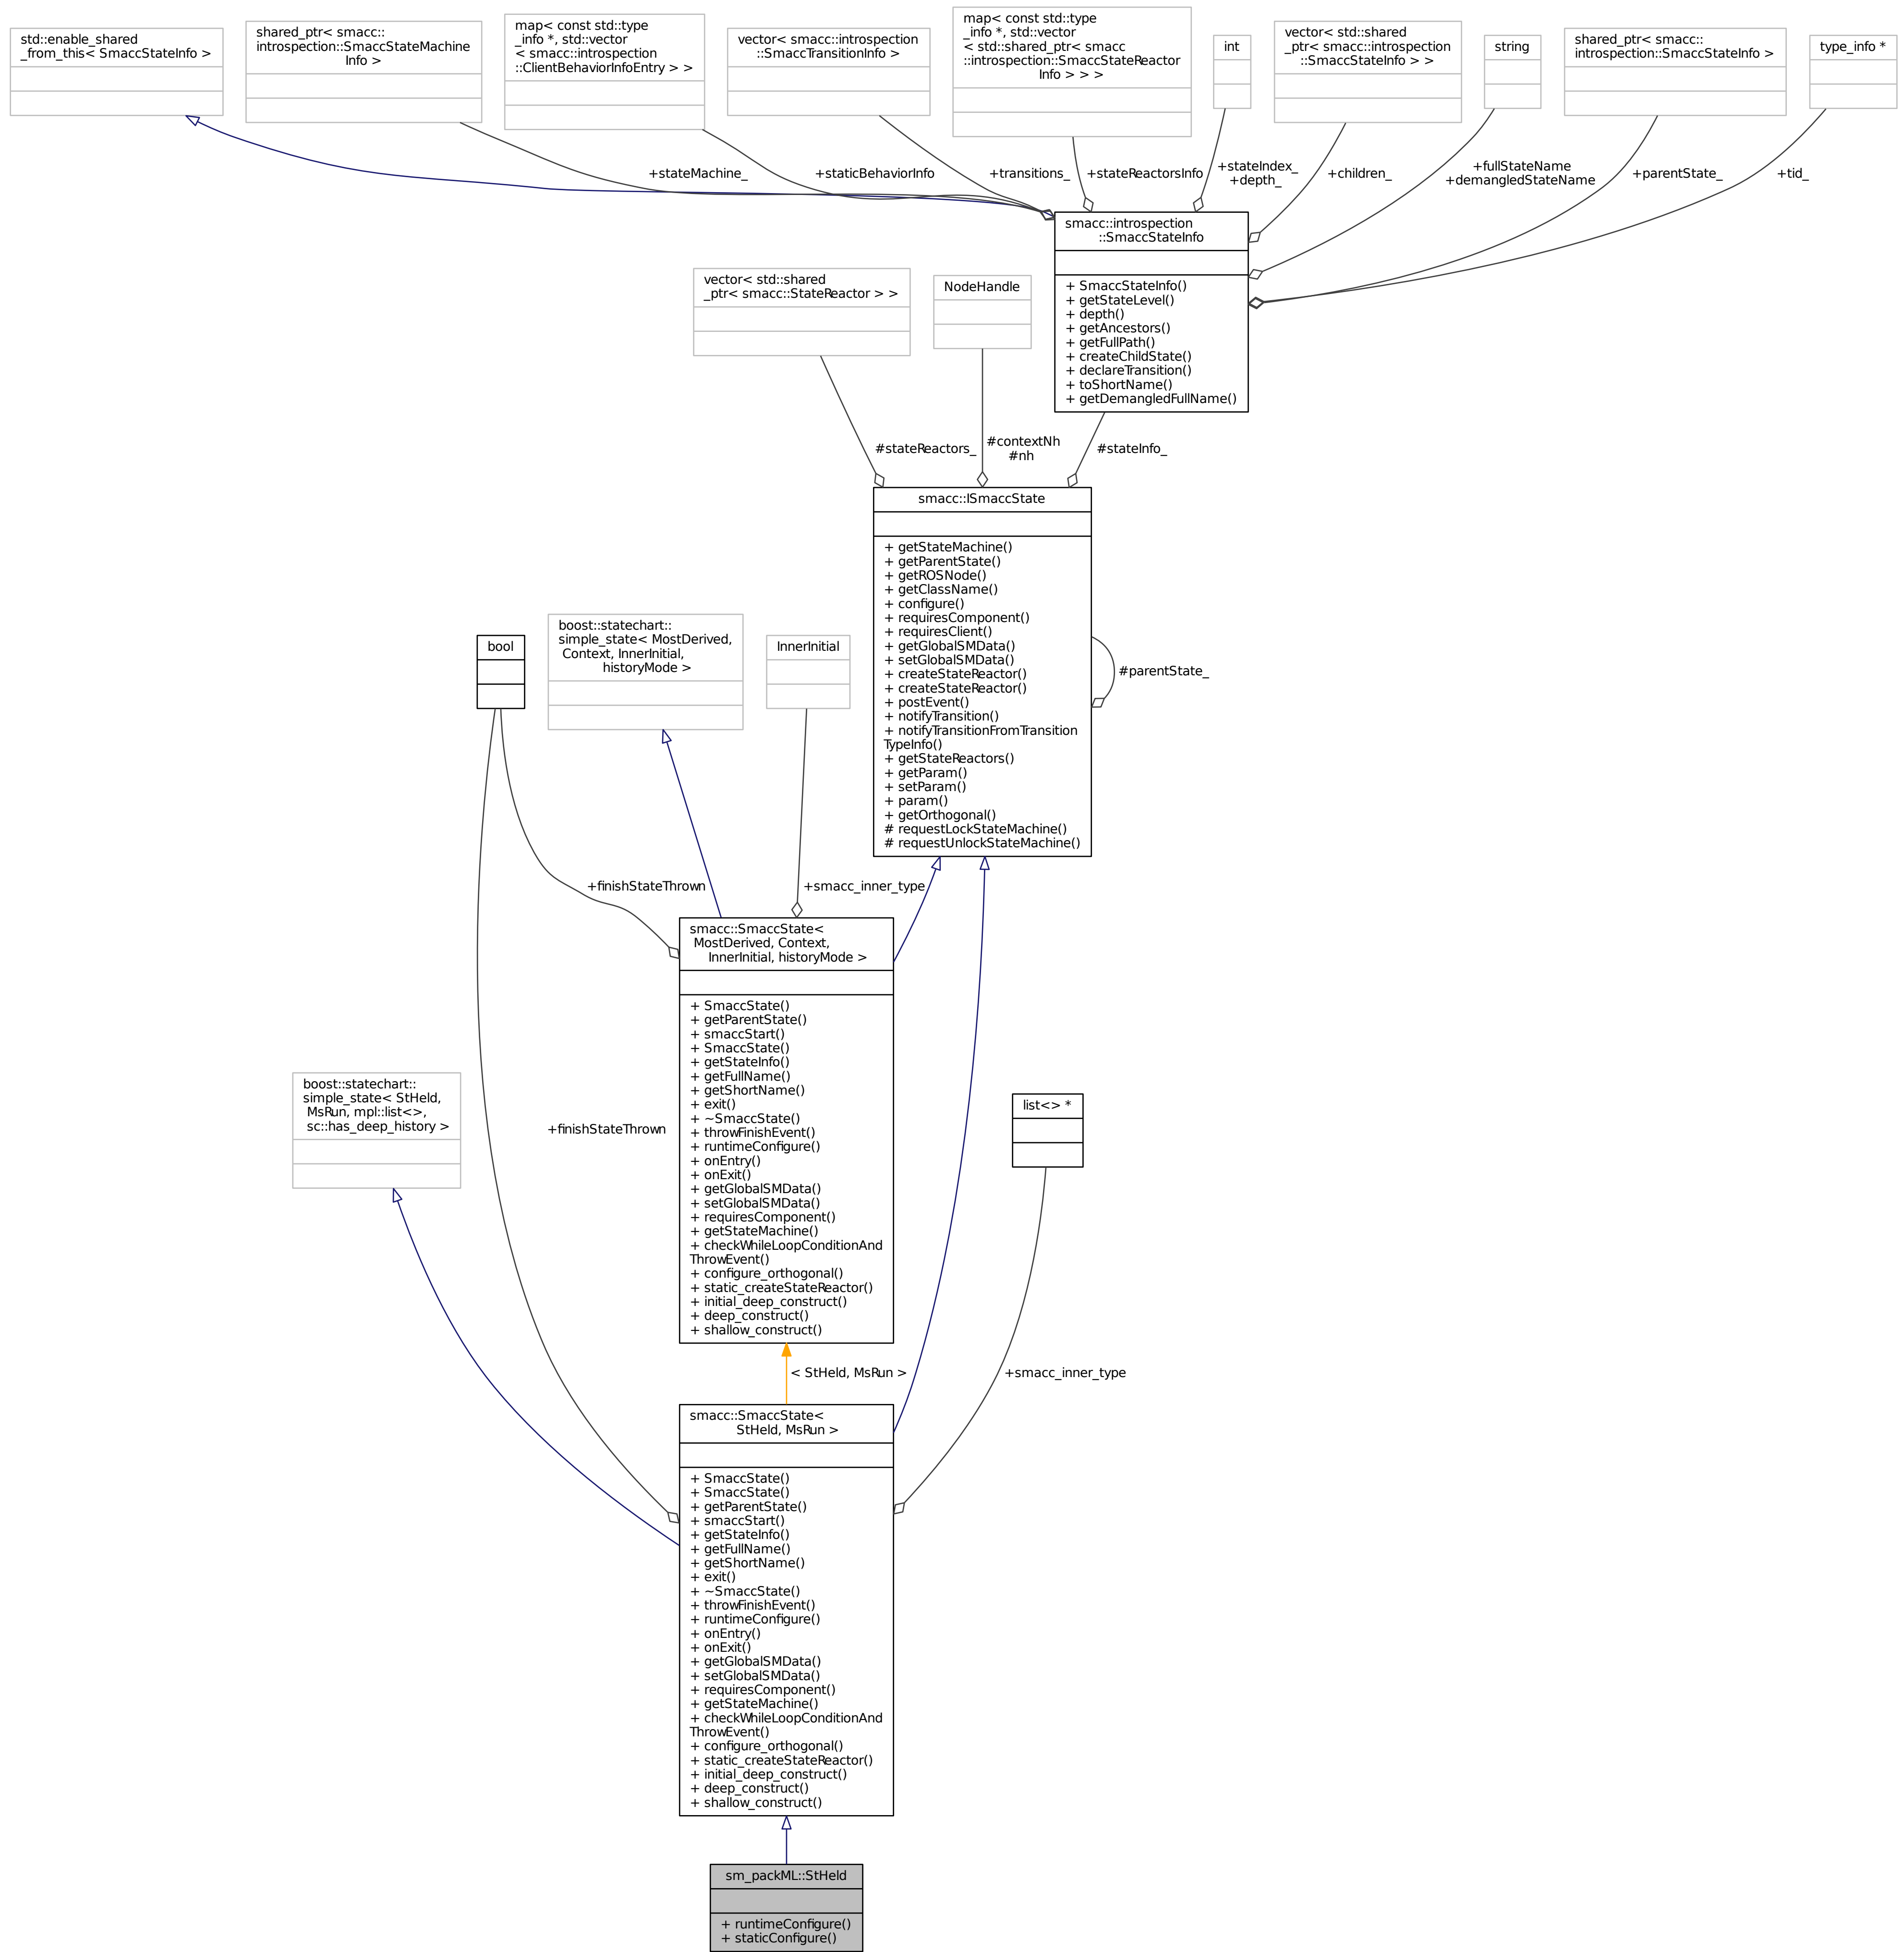 std::enable_shared
_from_this< SmaccStateInfo >
shared_ptr< smacc::
introspection::SmaccStateMachine
Info >
map< const std::type
_info *, std::vector
< smacc::introspection
::ClientBehaviorInfoEntry > >
vector< smacc::introspection
::SmaccTransitionInfo >
map< const std::type
_info *, std::vector
< std::shared_ptr< smacc
::introspection::SmaccStateReactor
Info > > >
int
vector< std::shared
_ptr< smacc::introspection
::SmaccStateInfo > >
string
shared_ptr< smacc::
introspection::SmaccStateInfo >
type_info *
+stateMachine_
+staticBehaviorInfo
+transitions_
+stateReactorsInfo
+stateIndex_
+depth_
+children_
+fullStateName
+demangledStateName
+parentState_
+tid_
smacc::introspection
::SmaccStateInfo
+ SmaccStateInfo()
+ getStateLevel()
+ depth()
+ getAncestors()
+ getFullPath()
+ createChildState()
+ declareTransition()
+ toShortName()
+ getDemangledFullName()
vector< std::shared
_ptr< smacc::StateReactor > >
NodeHandle
#stateReactors_
#contextNh
#nh
#stateInfo_
smacc::ISmaccState
+ getStateMachine()
+ getParentState()
+ getROSNode()
+ getClassName()
+ configure()
+ requiresComponent()
+ requiresClient()
+ getGlobalSMData()
+ setGlobalSMData()
+ createStateReactor()
+ createStateReactor()
+ postEvent()
+ notifyTransition()
+ notifyTransitionFromTransition
TypeInfo()
+ getStateReactors()
+ getParam()
+ setParam()
+ param()
+ getOrthogonal()
# requestLockStateMachine()
# requestUnlockStateMachine()
#parentState_
bool
boost::statechart::
simple_state< MostDerived,
Context, InnerInitial,
historyMode >
InnerInitial
+finishStateThrown
+smacc_inner_type
smacc::SmaccState<
MostDerived, Context,
InnerInitial, historyMode >
+ SmaccState()
+ getParentState()
+ smaccStart()
+ SmaccState()
+ getStateInfo()
+ getFullName()
+ getShortName()
+ exit()
+ ~SmaccState()
+ throwFinishEvent()
+ runtimeConfigure()
+ onEntry()
+ onExit()
+ getGlobalSMData()
+ setGlobalSMData()
+ requiresComponent()
+ getStateMachine()
+ checkWhileLoopConditionAnd
ThrowEvent()
+ configure_orthogonal()
+ static_createStateReactor()
+ initial_deep_construct()
+ deep_construct()
+ shallow_construct()
boost::statechart::
simple_state< StHeld,
MsRun, mpl::list<>,
sc::has_deep_history >
+finishStateThrown
list<> *
< StHeld, MsRun >
+smacc_inner_type
smacc::SmaccState<
StHeld, MsRun >
+ SmaccState()
+ SmaccState()
+ getParentState()
+ smaccStart()
+ getStateInfo()
+ getFullName()
+ getShortName()
+ exit()
+ ~SmaccState()
+ throwFinishEvent()
+ runtimeConfigure()
+ onEntry()
+ onExit()
+ getGlobalSMData()
+ setGlobalSMData()
+ requiresComponent()
+ getStateMachine()
+ checkWhileLoopConditionAnd
ThrowEvent()
+ configure_orthogonal()
+ static_createStateReactor()
+ initial_deep_construct()
+ deep_construct()
+ shallow_construct()
sm_packML::StHeld
+ runtimeConfigure()
+ staticConfigure()